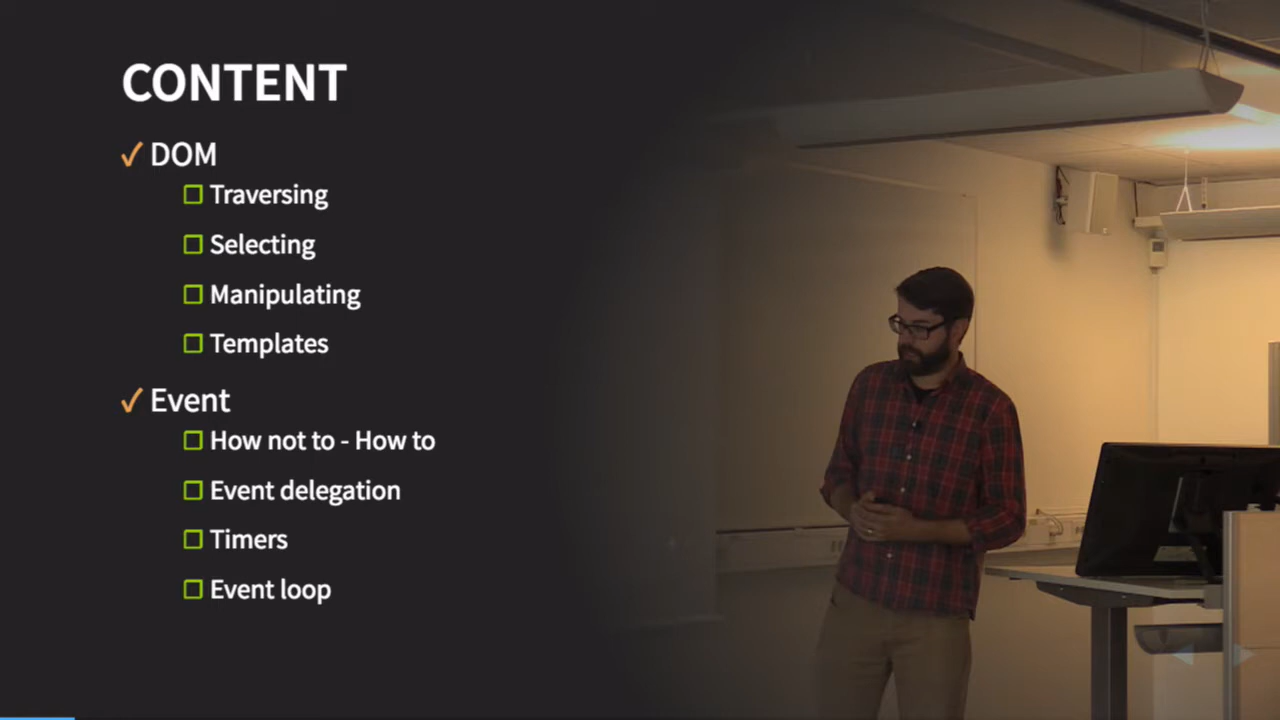 CONTENT
✓ DOM
☐ Traversing
☐ Selecting
☐ Manipulating
☐ Templates
✓ Event
☐ How not to - How to
☐ Event delegation
☐ Timers
☐ Event loop